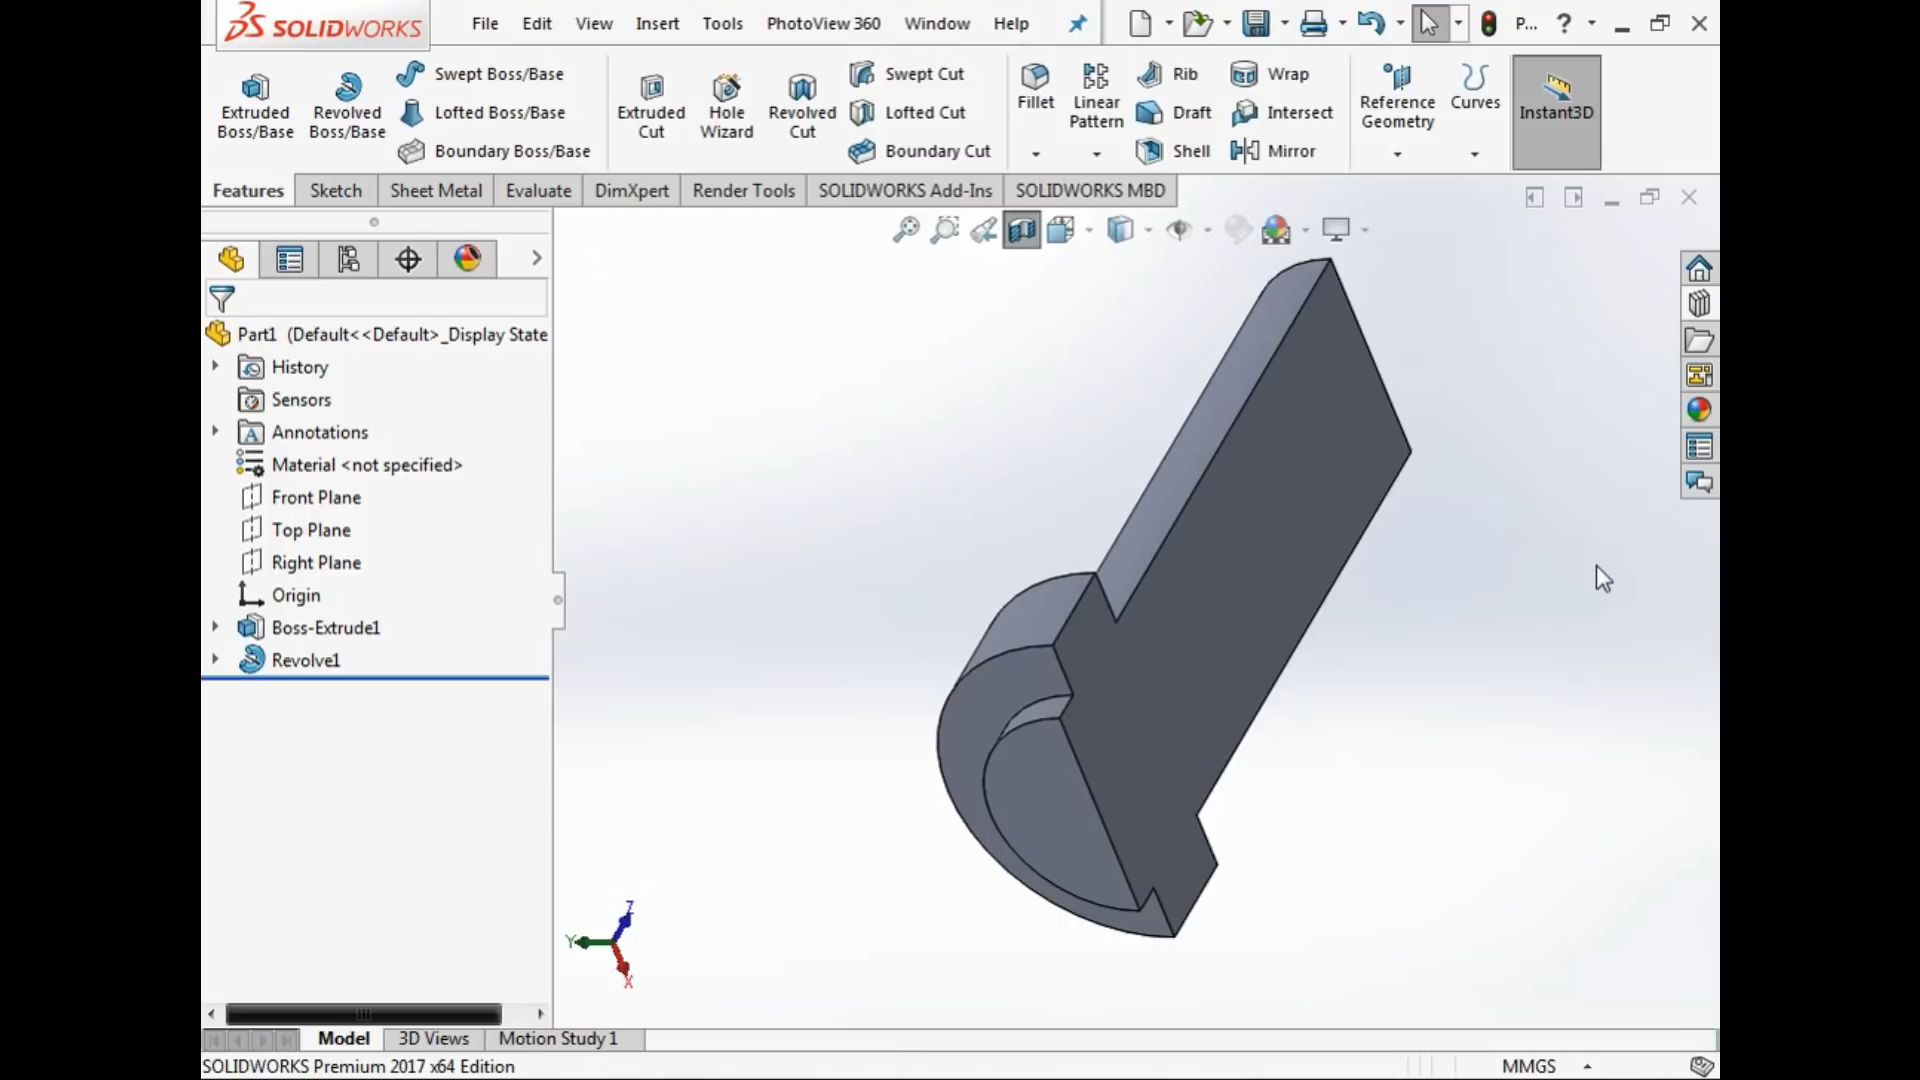 SOLIDWORKS File Edit View Insert Tools PhotoView 360 Window Help P... ?
Extruded Boss/Base
Revolved Boss/Base
Swept Boss/Base
Lofted Boss/Base
Boundary Boss/Base
Extruded Cut
Hole Wizard
Revolved Cut
Swept Cut
Lofted Cut
Boundary Cut
Fillet
Linear Pattern
Rib
Draft
Shell
Wrap
Intersect
Mirror
Reference Geometry
Curves
Instant3D
Features Sketch Sheet Metal Evaluate DimXpert Render Tools SOLIDWORKS Add-Ins SOLIDWORKS MBD
Part1 (Default<<Default>_Display State
History
Sensors
Annotations
Material <not specified>
Front Plane
Top Plane
Right Plane
Origin
Boss-Extrude1
Revolve1
Z
Y
X
Model 3D Views Motion Study 1
SOLIDWORKS Premium 2017 x64 Edition MMGS